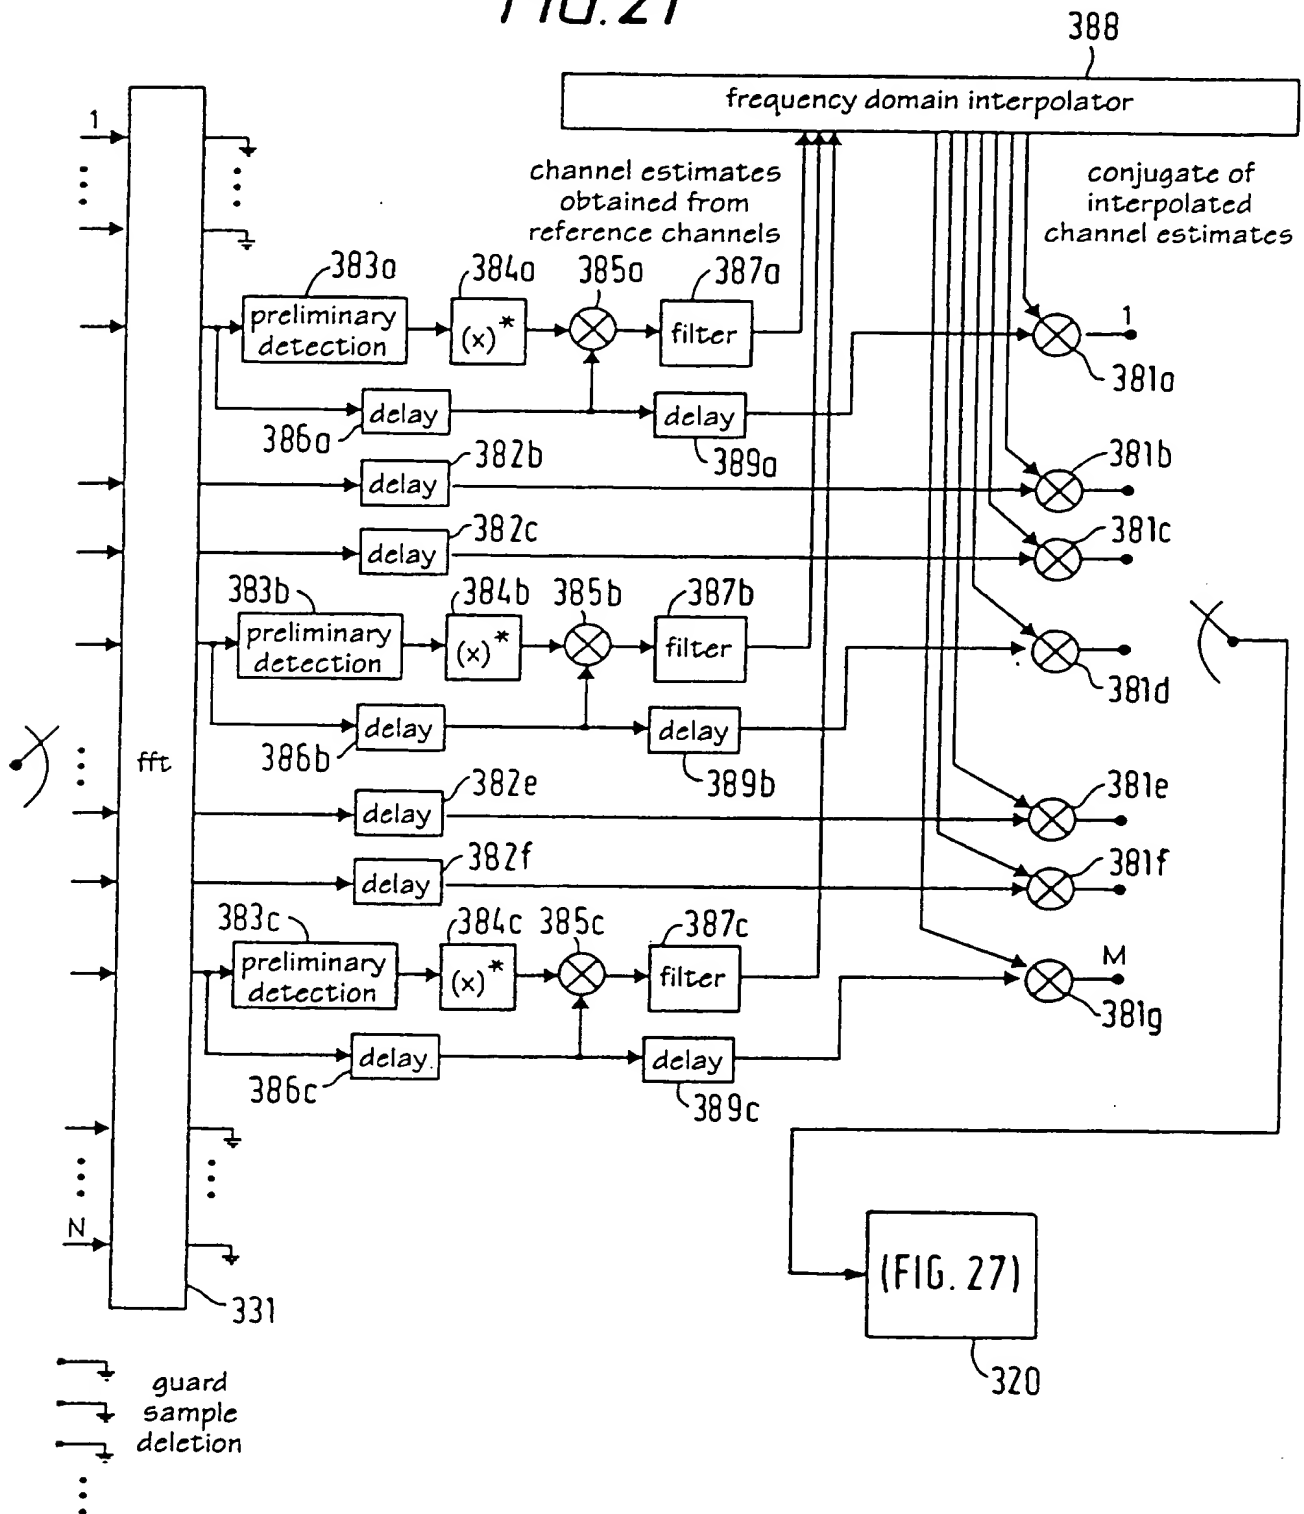 FIG. 21
388
frequency domain interpolator
1
channel estimates
obtained from
reference channels
conjugate of
interpolated
channel estimates
383a
384a
385a
387a
preliminary
detection
(x)*
filter
1
381a
delay
delay
386a
389a
382b
delay
381b
382c
delay
381c
383b
384b
385b
387b
preliminary
detection
(x)*
filter
381d
delay
delay
386b
389b
fft
382e
delay
381e
382f
delay
381f
383c
384c
385c
387c
preliminary
detection
(x)*
filter
M
381g
delay
delay
386c
389c
N
331
(FIG. 27)
320
guard
sample
deletion